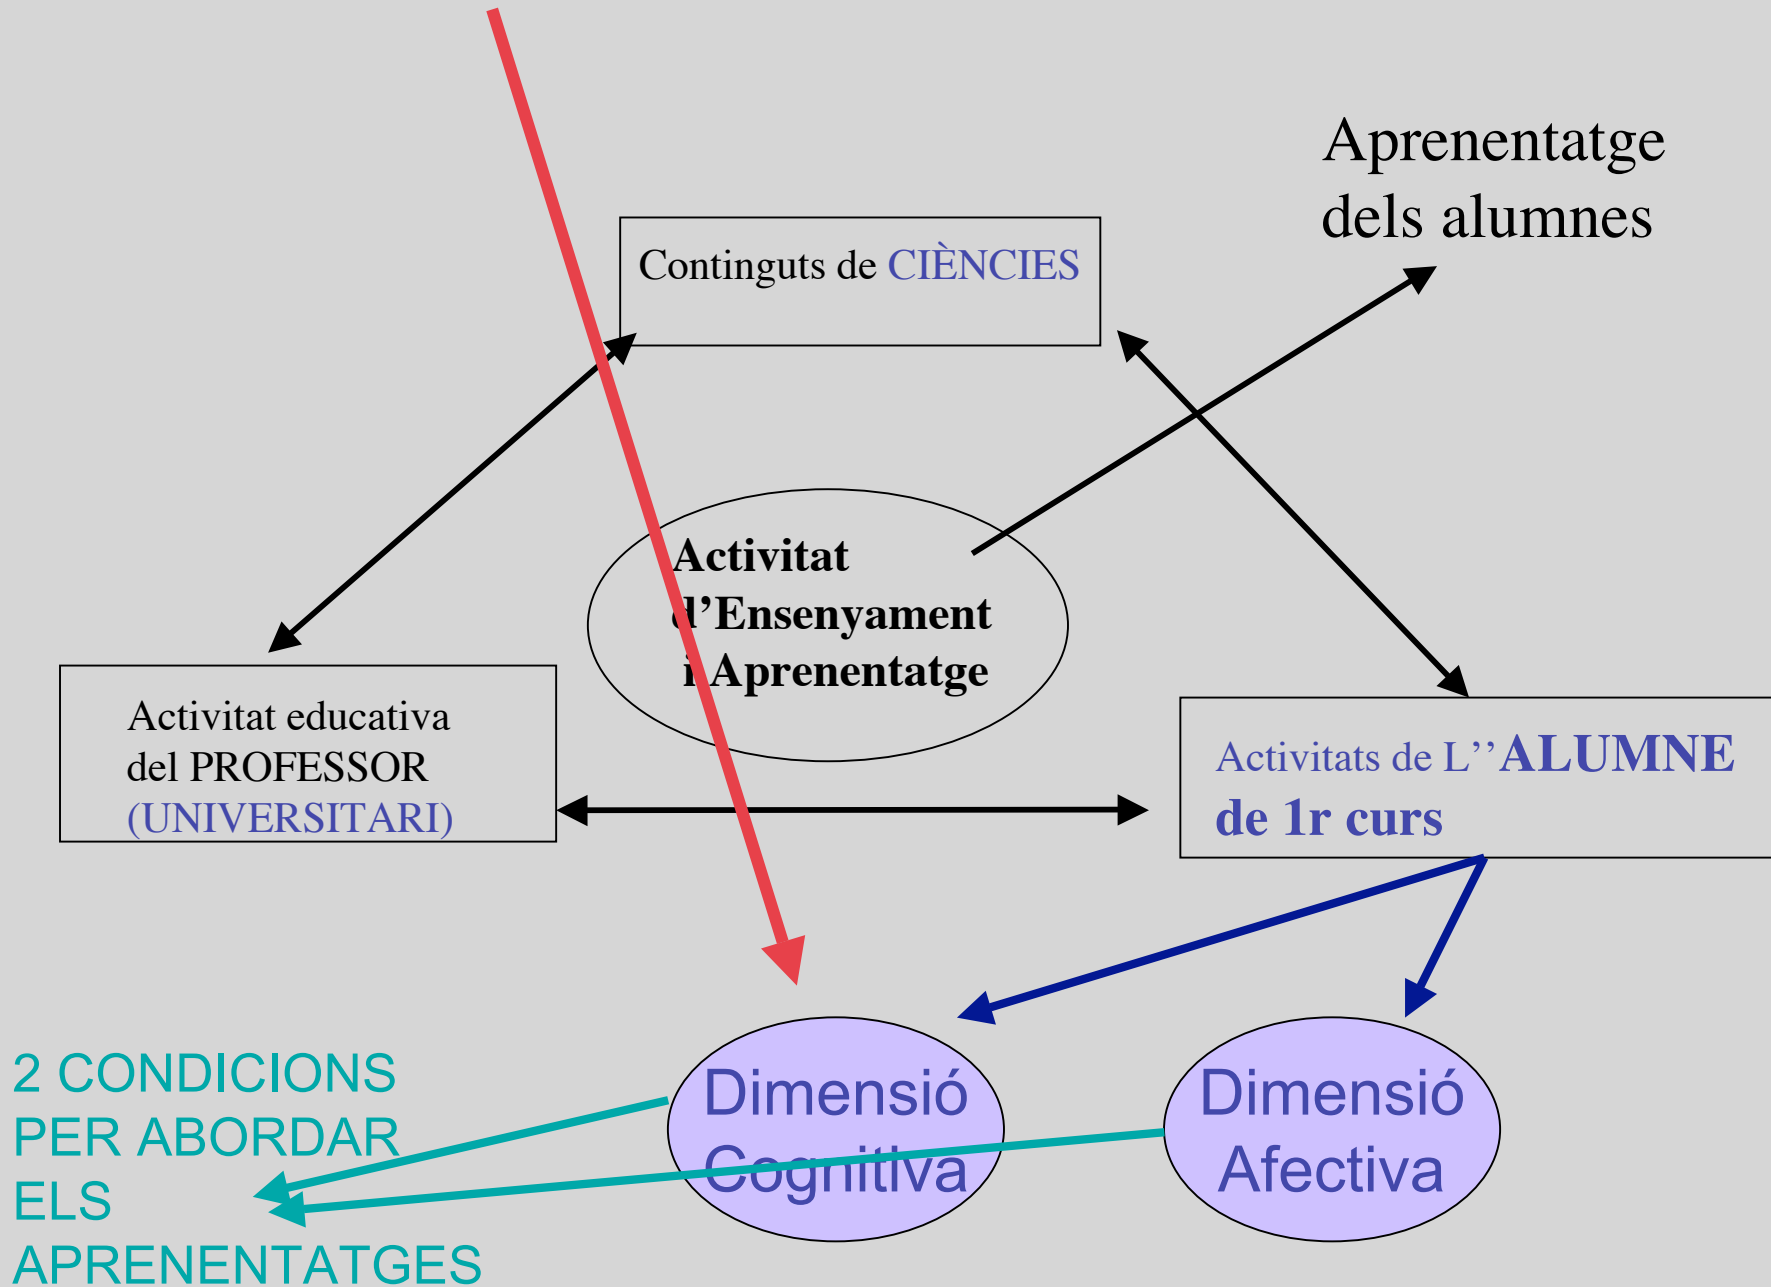 Aprenentatge
dels alumnes
Continguts de CIÈNCIES
Activitat
d’Ensenyament
i Aprenentatge
Activitat educativa
del PROFESSOR
(UNIVERSITARI)
Activitats de L’’ALUMNE
de 1r curs
2 CONDICIONS
PER ABORDAR
ELS
APRENENTATGES
Dimensió
Cognitiva
Dimensió
Afectiva